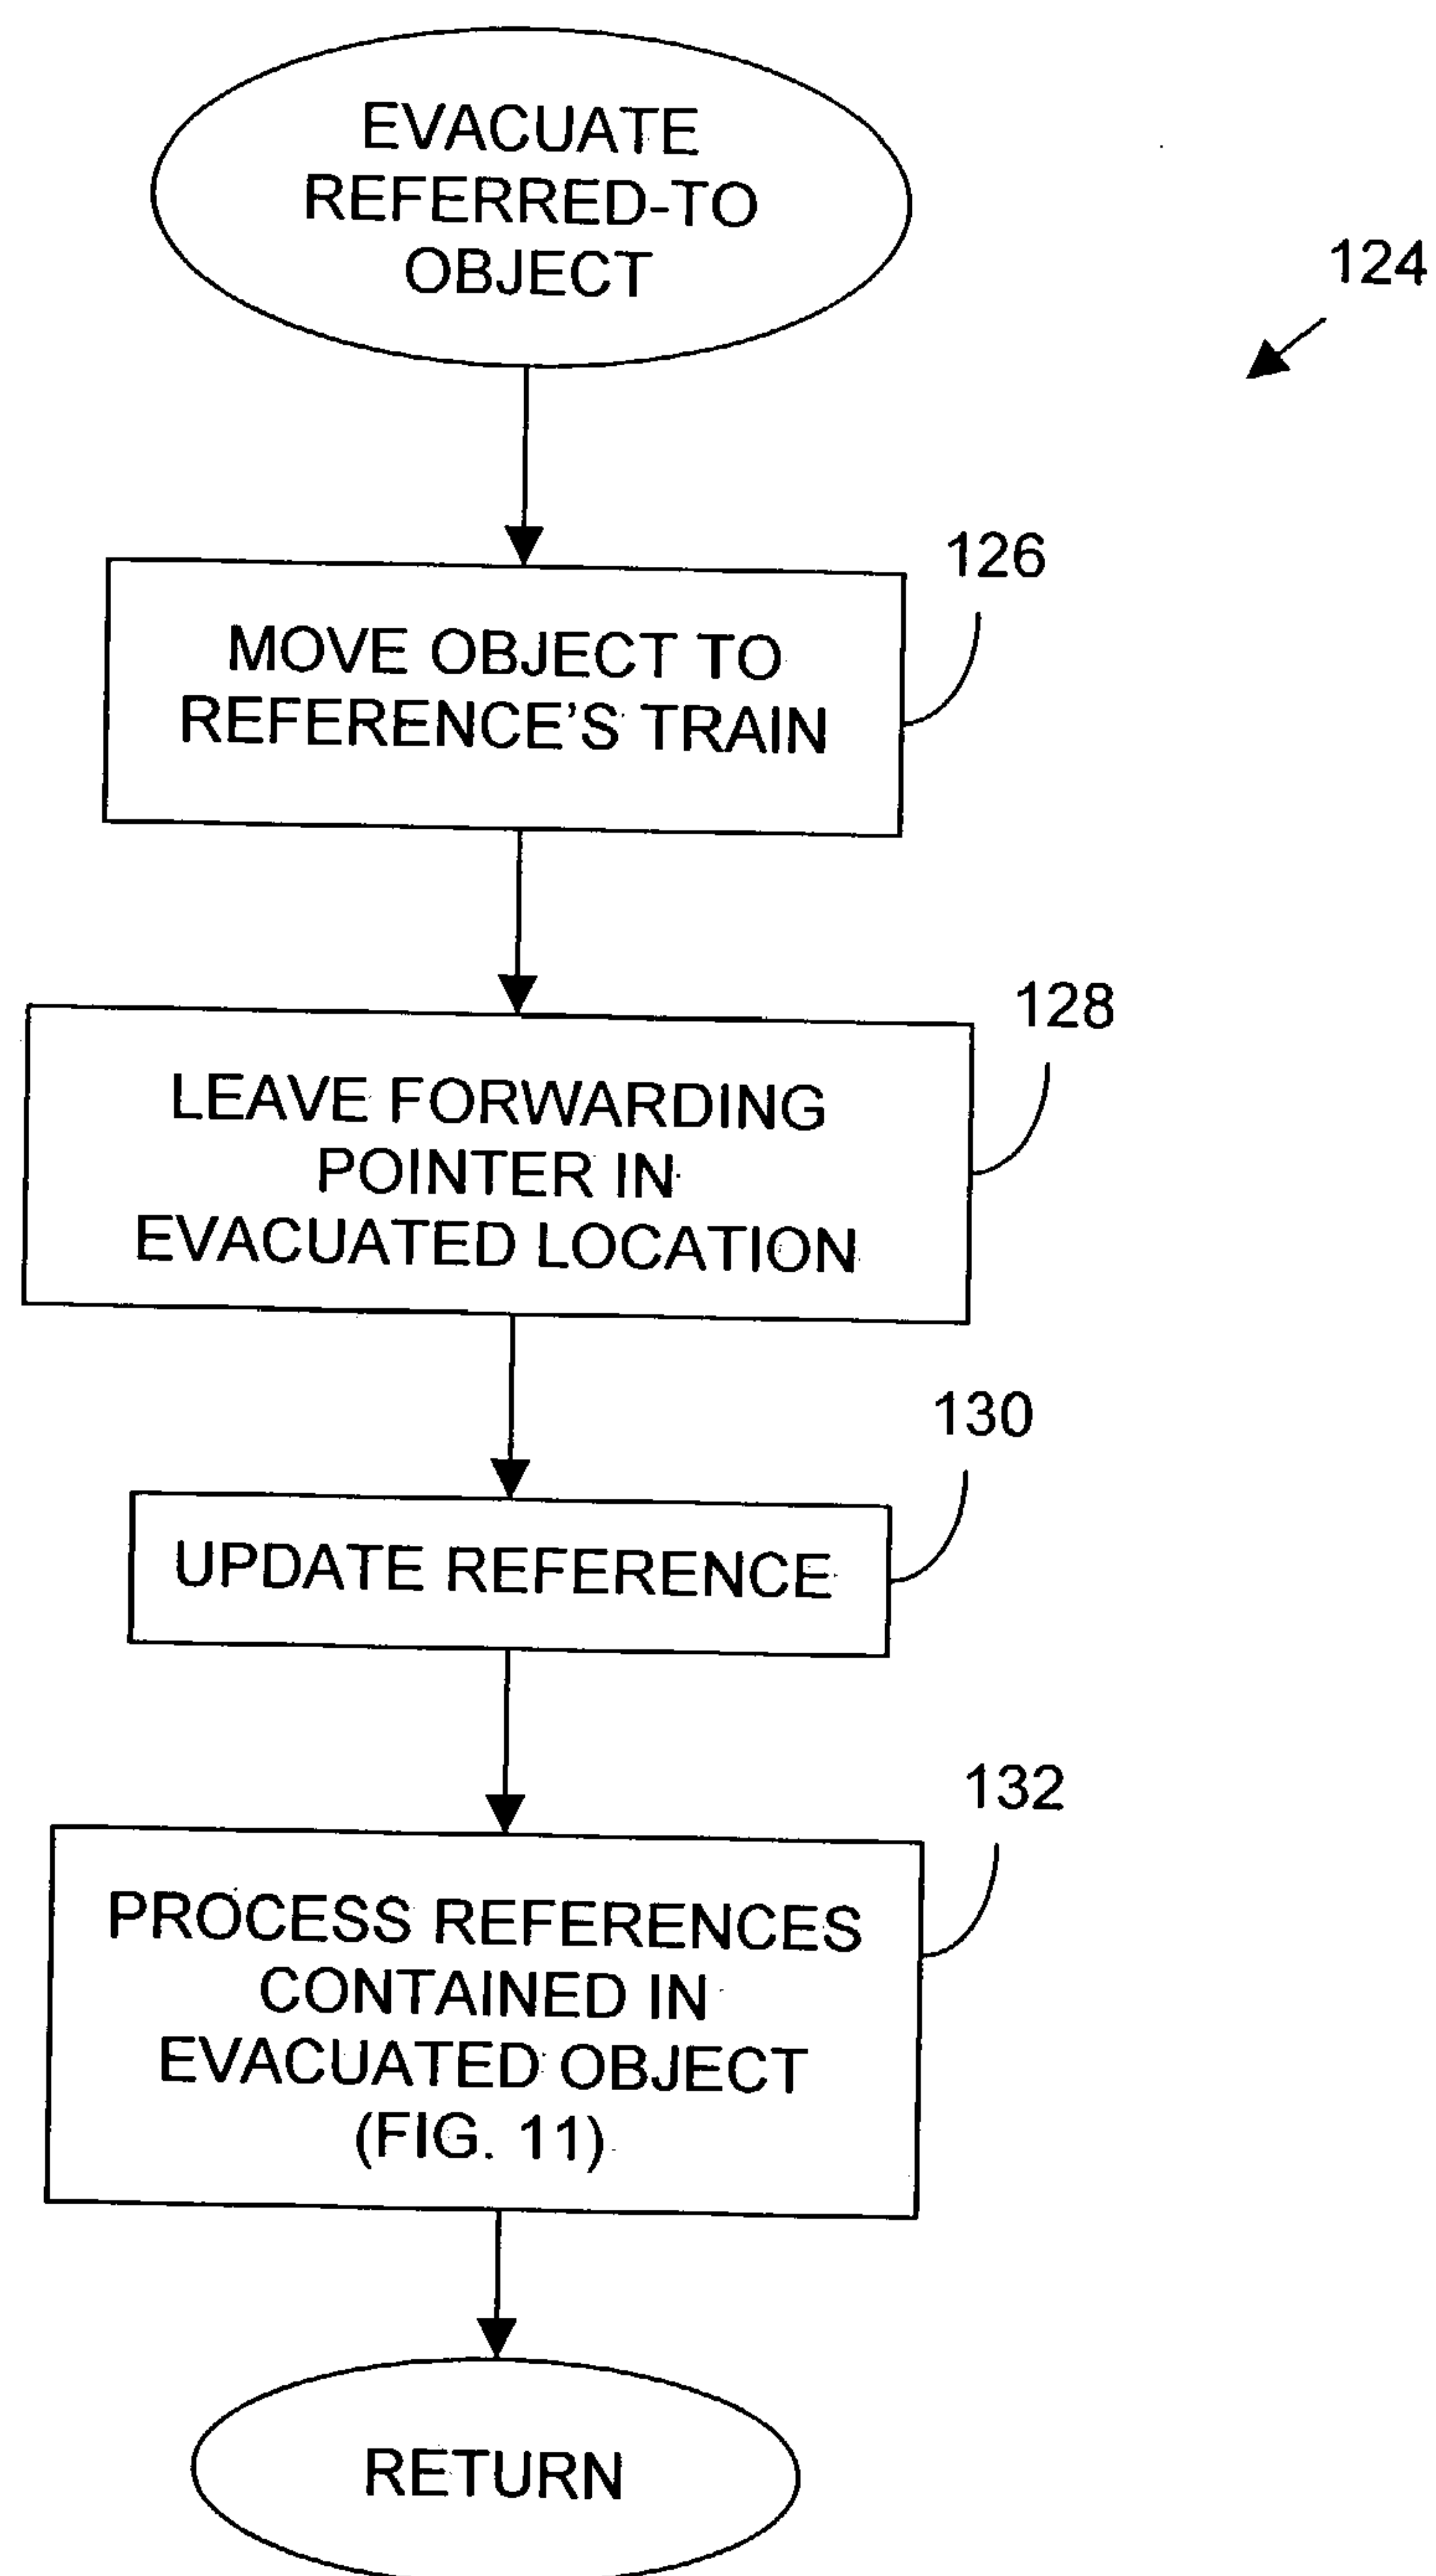 EVACUATE
REFERRED-TO
OBJECT
124
126
MOVE OBJECT TO
REFERENCE'S TRAIN
128
LEAVE FORWARDING
POINTER IN
EVACUATED LOCATION
130
UPDATE REFERENCE
132
PROCESS REFERENCES
CONTAINED IN
EVACUATED OBJECT
(FIG. 11)
RETURN